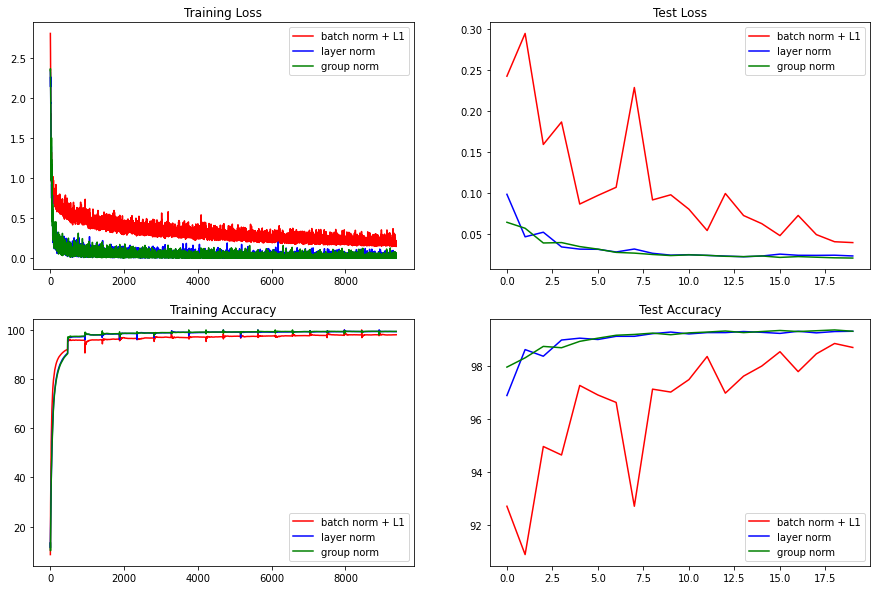 Training Loss
batch norm + L1
layer norm
group norm
2.5
2.0
1.5
1.0
0.5
0.0
0
2000
4000
6000
8000
Test Loss
batch norm + L1
layer norm
group norm
0.30
0.25
0.20
0.15
0.10
0.05
0.0
2.5
5.0
7.5
10.0
12.5
15.0
17.5
Training Accuracy
100
80
60
40
20
batch norm + L1
layer norm
group norm
0
2000
4000
6000
8000
Test Accuracy
98
96
94
92
batch norm + L1
layer norm
group norm
0.0
2.5
5.0
7.5
10.0
12.5
15.0
17.5